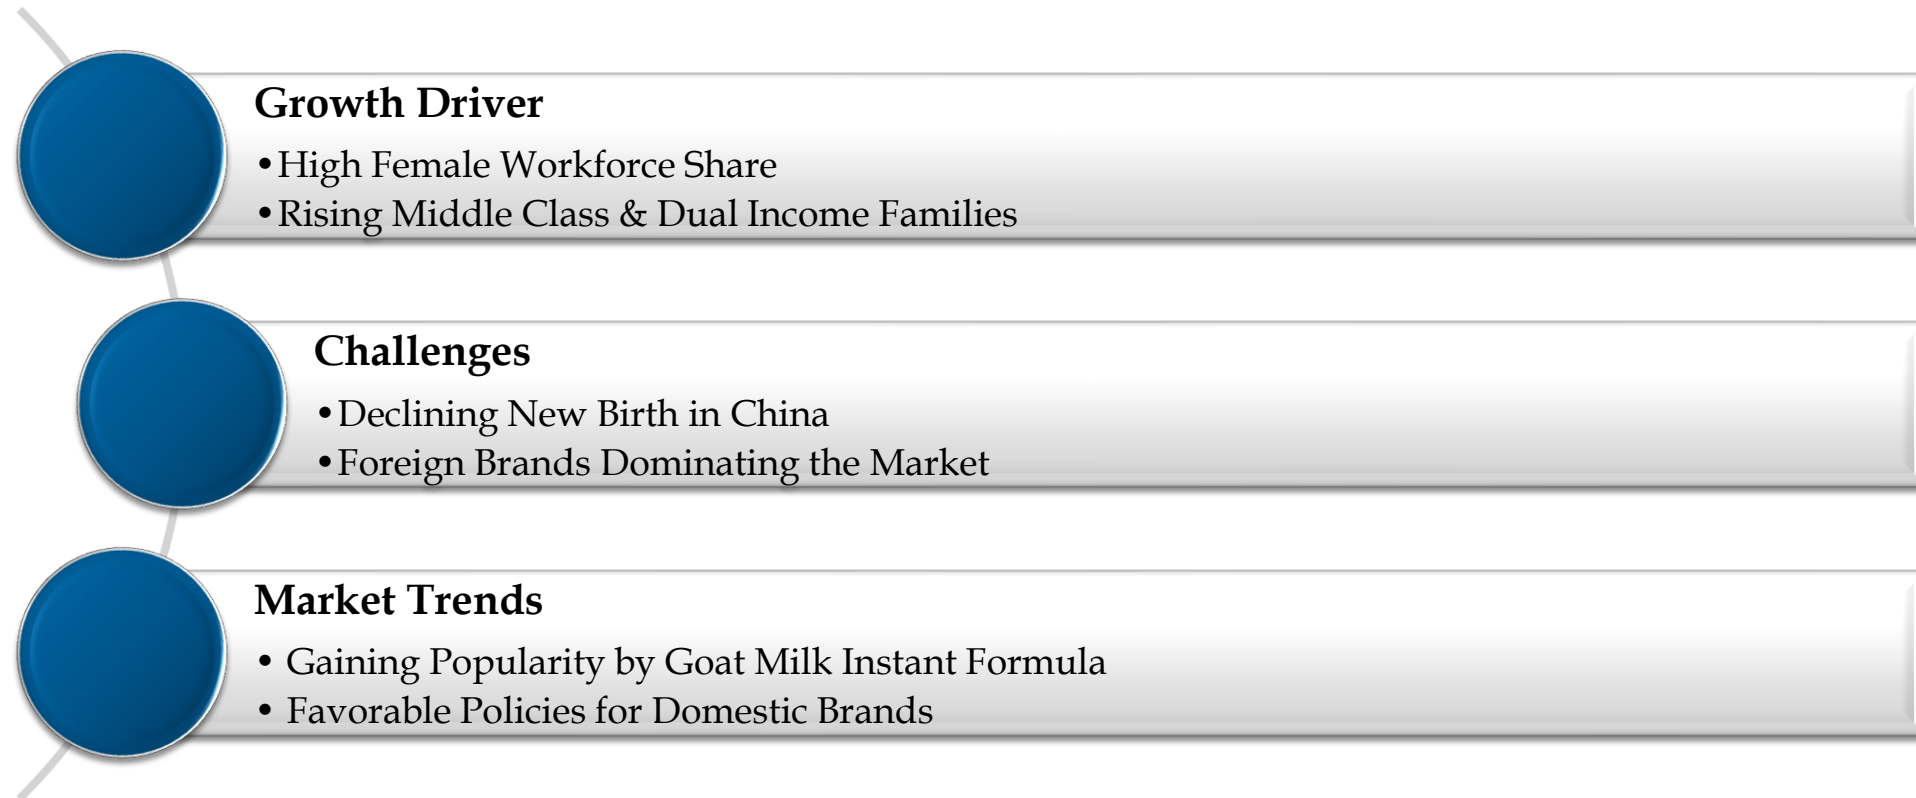 Growth Driver
•High Female Workforce Share
•Rising Middle Class & Dual Income Families
Challenges
•Declining New Birth in China
•Foreign Brands Dominating the Market
Market Trends
• Gaining Popularity by Goat Milk Instant Formula
• Favorable Policies for Domestic Brands